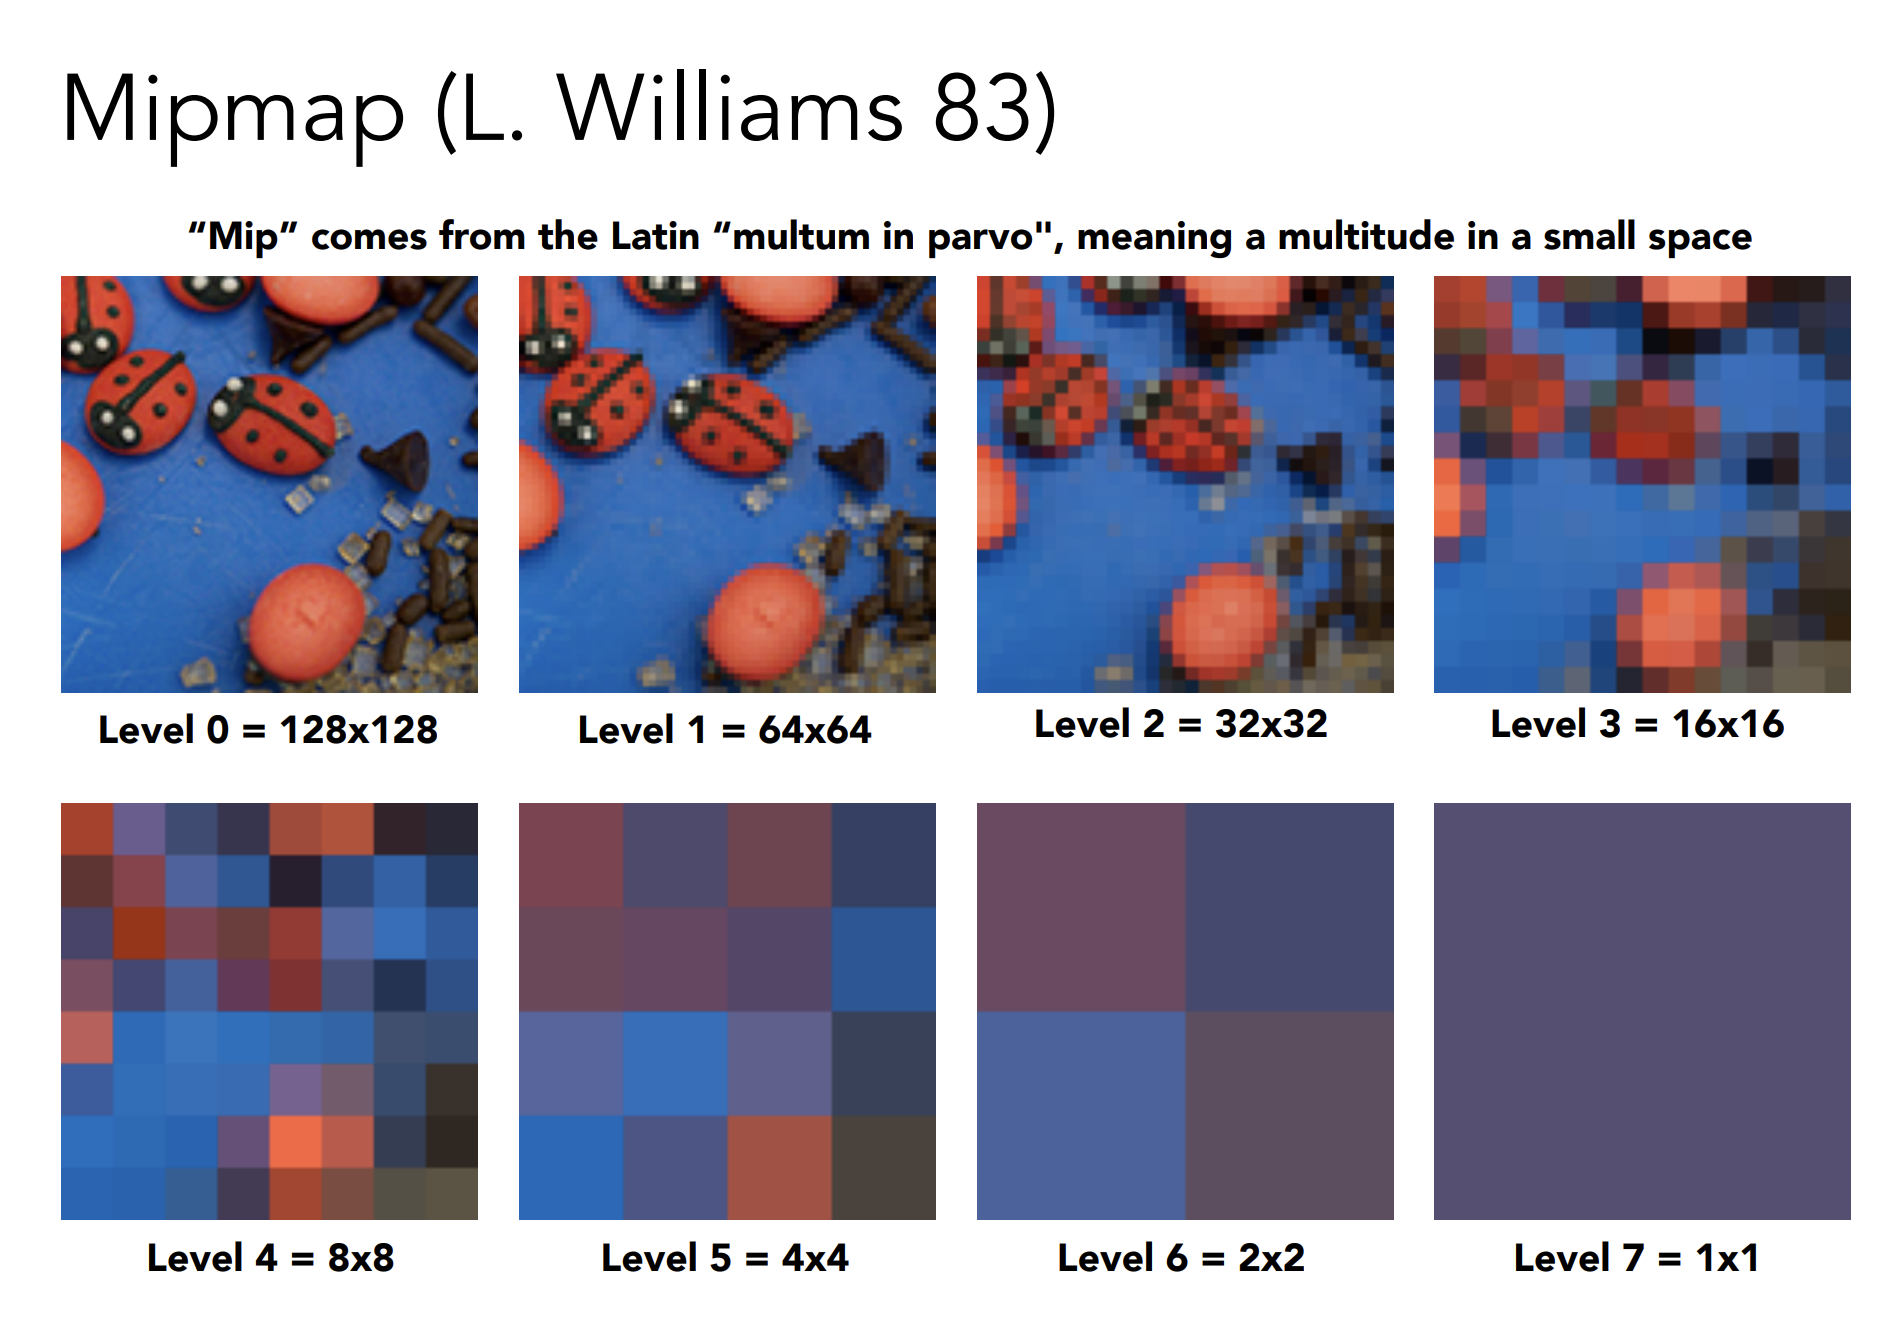 Mipmap (L. Williams 83)
“Mip” comes from the Latin “multum in parvo", meaning a multitude in a small space
Level 0 = 128x128
Level 1 = 64x64
Level 2 = 32x32
Level 3 = 16x16
Level 4 = 8x8
Level 5 = 4x4
Level 6 = 2x2
Level 7 = 1x1